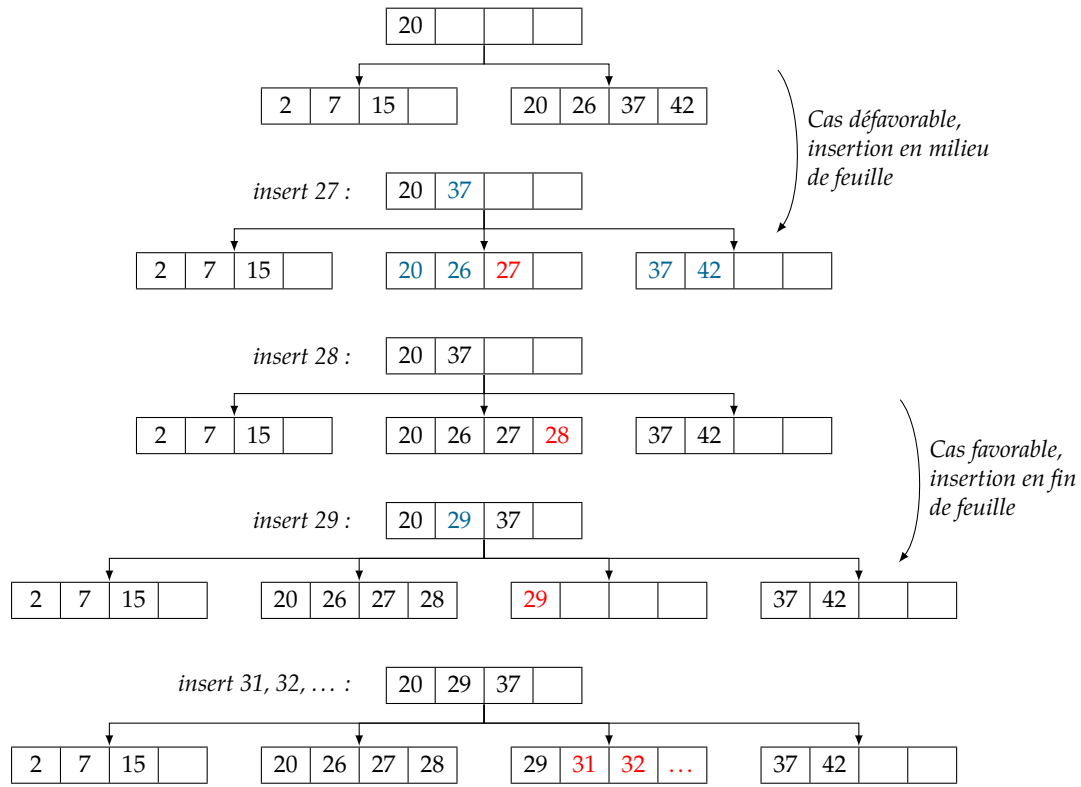 20
2 7 15 20 26 37 42
Cas défavorable,
insertion en milieu
de feuille
insert 27 : 20 37
2 7 15 20 26 27 37 42
insert 28 : 20 37
2 7 15 20 26 27 28 37 42
Cas favorable,
insertion en fin
de feuille
insert 29 : 20 29 37
2 7 15 20 26 27 28 29 37 42
insert 31, 32, ... : 20 29 37
2 7 15 20 26 27 28 29 31 32 ... 37 42